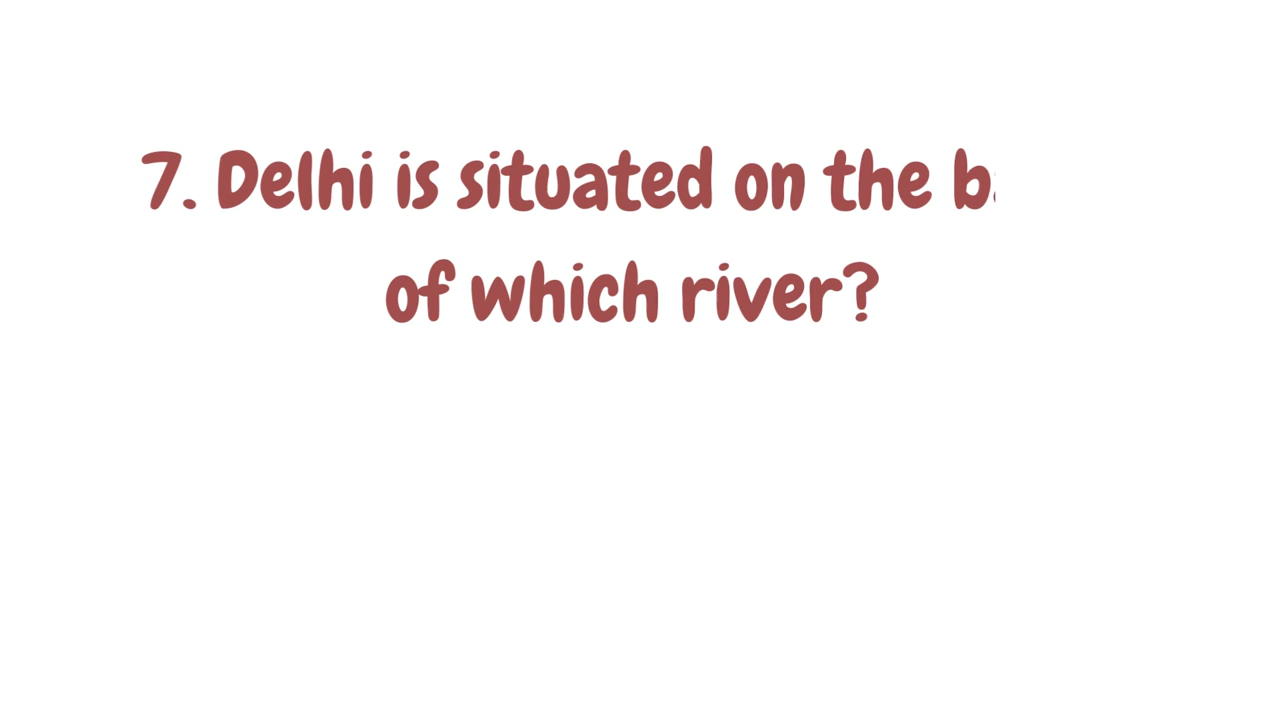 7. Delhi is situated on the
of which river?